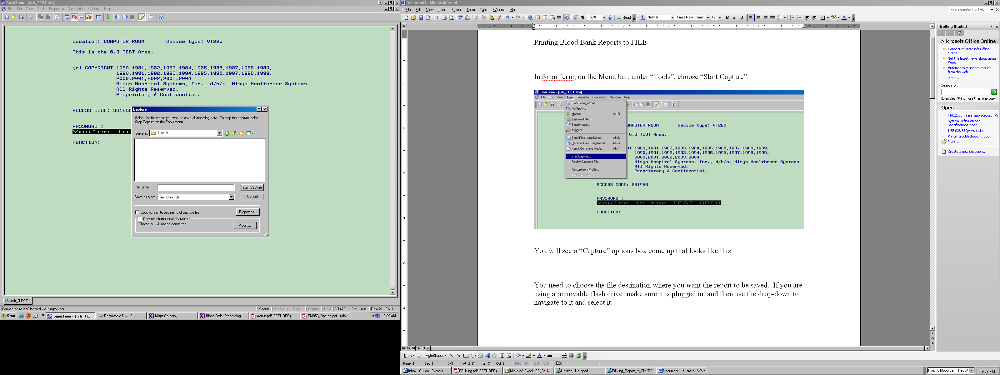 SmarTerm - [ssh_TEST.stw]
File Edit View Tools Properties Connection Window Help
Location: COMPUTER ROOM Device type: VT220
This is the 6.3 TEST Area.
(c) COPYRIGHT 1980,1981,1982,1983,1984,1985,1986,1987,1988,1989,
1990,1991,1992,1993,1994,1995,1996,1997,1998,1999,
2000,2001,2002,2003,2004
Misys Hospital Systems, Inc., d/b/a, Misys Healthcare Systems
All Rights Reserved.
Proprietary & Confidential.
ACCESS CODE: SB1958
PASSWORD :
You're in
FUNCTION:
Capture
Select the file where you want to save all incoming data. To stop the capture, select
Stop Capture on the Tools menu.
Save in: Transfer
File name:
Start Capture
Save as type: Text Only (*.txt)
Cancel
Copy screen to beginning of capture file
Properties...
Convert international characters
Characters will not be converted.
Modify...
ssh_TEST...
Connected to lab0.labmed.washington.edu
Secure Macro Print Capture Hold VT420 0 hr 1 min Row 21 Col 11
Start SmarTerm - [ssh_TE... Removable Disk (E:) Misys Gateway Blood Order Processing - ... Admin.pdf (SECURED) - ... PM850_OpMan.pdf - Ado... « 9:09 AM
Document1 - Microsoft Word
File Edit View Insert Format Tools Table Window Help
Type a question for help
150% Read Normal Times New Roman 12 B I U
Printing Blood Bank Reports to FILE
In SmarTerm, on the Menu bar, under “Tools”, choose “Start Capture”.
SmarTerm - [ssh_TEST.stw]
File Edit View Tools Properties Connection Window Help
SmarTerm Buttons...
HotSpots...
Macros... Alt+R
Keyboard Maps...
SmartMouse...
Triggers...
Send Files using Kermit... Alt+S
Receive Files using Kermit... Alt+G
Kermit Command Mode... Alt+Y
Start Capture...
Replay Captured File...
Restore from Profile...
Undo Restore
OMPUTER ROOM Device type: VT220
6.3 TEST Area.
HT 1980,1981,1982,1983,1984,1985,1986,1987,1988,1989,
1990,1991,1992,1993,1994,1995,1996,1997,1998,1999,
2000,2001,2002,2003,2004
Misys Hospital Systems, Inc., d/b/a, Misys Healthcare Systems
All Rights Reserved.
Proprietary & Confidential.
ACCESS CODE: SB1958
PASSWORD :
You're in the TEST AREA
FUNCTION:
You will see a “Capture” options box come up that looks like this:
You need to choose the file destination where you want the report to be saved. If you are
using a removable flash drive, make sure it is plugged in, and then use the drop-down to
navigate to it and select it:
Getting Started
Microsoft Office Online
Connect to Microsoft Office
Online
Get the latest news about using
Word
Automatically update this list
from the web
More...
Search for:
Example: "Print more than one copy"
Open
HMC2536_TransfusionRecord_v5
System Definition and
Specifications.docx
I-BB 028 BBQA v6 x.doc
Printer troubleshooting.doc
More...
Create a new document...
Draw AutoShapes
Page 1 Sec 1 1/3 At 2.1" Ln 7 Col 2 REC TRK EXT OVR
Inbox - Outlook Express BBUsing.pdf (SECURED) -... Microsoft Excel - BB_BMA... Untitled - Notepad Printing_Report_to_File.TX... Document1 - Microsoft Word Printing Blood Bank Report 9:09 AM